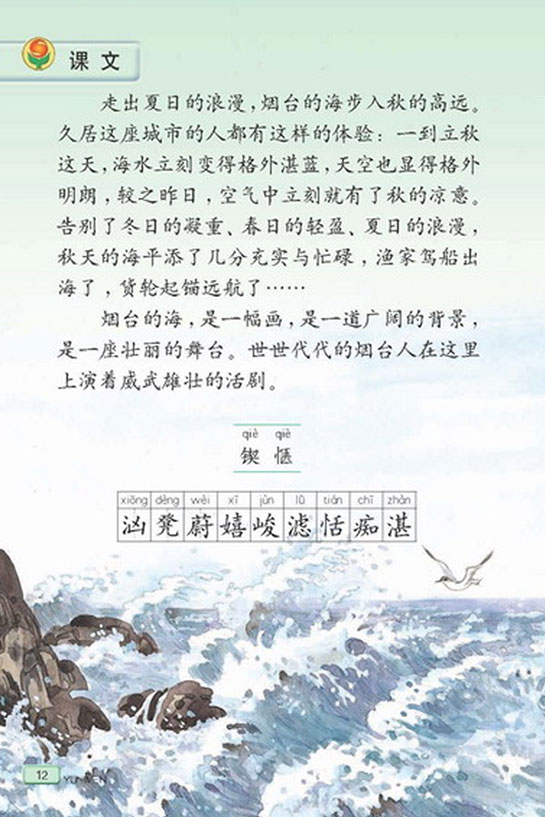 课文
走出夏日的浪漫,烟台的海步入秋的高远。
久居这座城市的人都有这样的体验:一到立秋
这天,海水立刻变得格外湛蓝,天空也显得格外
明朗,较之昨日,空气中立刻就有了秋的凉意。
告别了冬日的凝重、春日的轻盈、夏日的浪漫,
秋天的海平添了几分充实与忙碌,渔家驾船出
海了,货轮起锚远航了……
烟台的海,是一幅画,是一道广阔的背景,
是一座壮丽的舞台。世世代代的烟台人在这里
上演着威武雄壮的活剧。
qiè qiè
锲 惬
xiōng dèng wèi xī jùn lǜ tián chī zhàn
汹 凳 蔚 嬉 峻 滤 恬 痴 湛
12